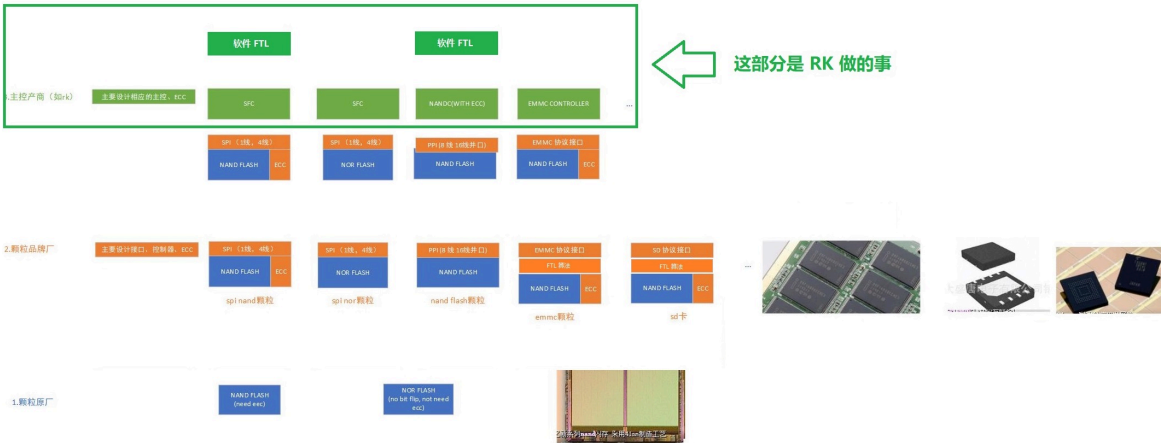 软件 FTL
软件 FTL
这部分是 RK 做的事
.主控产商（如rk）
主要设计相应的主控、ECC
SFC
SFC
NANDC(WITH ECC)
EMMC CONTROLLER
...
SPI （1线，4线）
NAND FLASH
ECC
SPI （1线，4线）
NOR FLASH
PPI(8 线 16线并口)
NAND FLASH
EMMC 协议接口
NAND FLASH
ECC
2.颗粒品牌厂
主要设计接口、控制器、ECC
SPI （1线，4线）
NAND FLASH
ECC
spi nand颗粒
SPI （1线，4线）
NOR FLASH
spi nor颗粒
PPI(8 线 16线并口)
NAND FLASH
nand flash颗粒
EMMC 协议接口
FTL 算法
NAND FLASH
ECC
emmc颗粒
SD 协议接口
FTL 算法
NAND FLASH
ECC
sd卡
...
1.颗粒原厂
NAND FLASH
(need eec)
NOR FLASH
(no bit flip, not need
ecc)